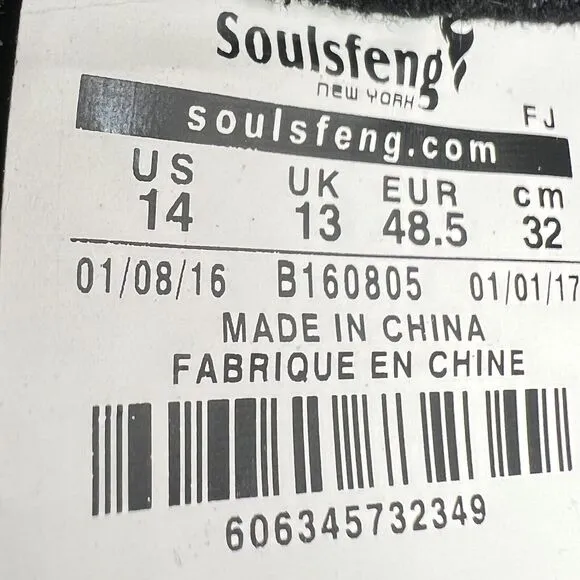 Soulsfeng
NEW YORK
FJ
soulsfeng.com
US UK EUR cm
14 13 48.5 32
01/08/16 B160805 01/01/17
MADE IN CHINA
FABRIQUE EN CHINE
606345732349